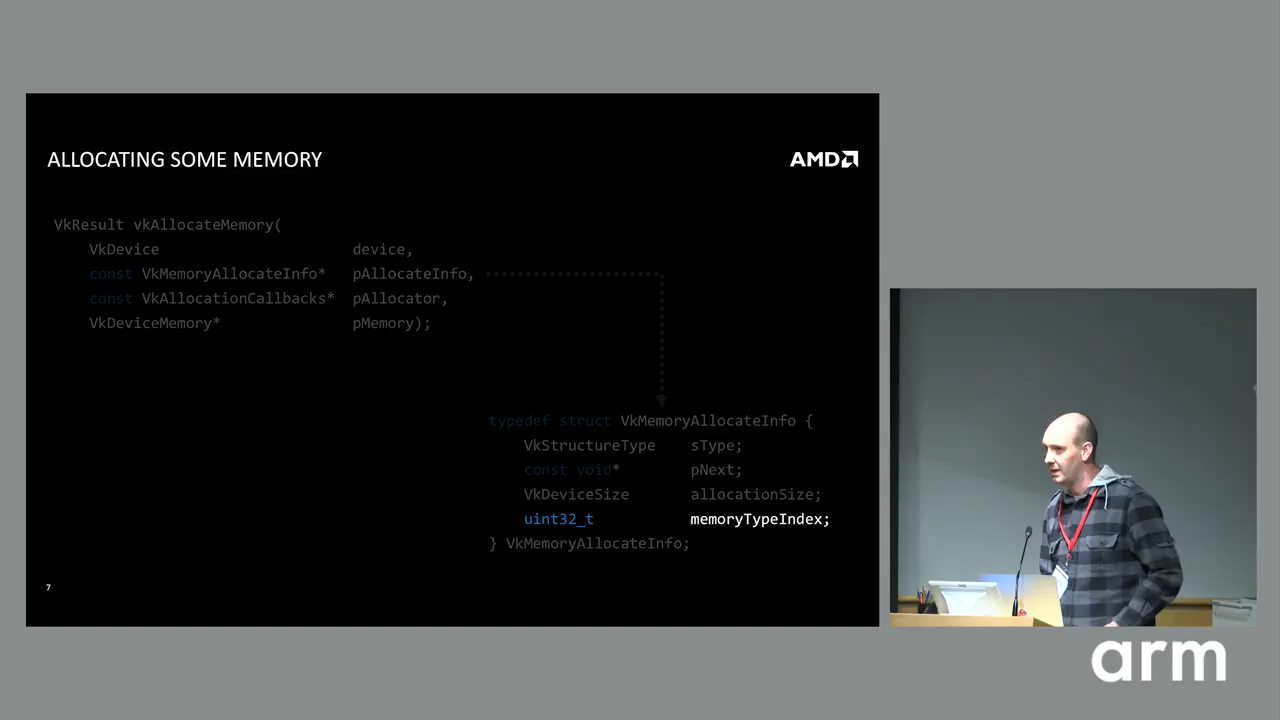 ALLOCATING SOME MEMORY
AMD
VkResult vkAllocateMemory(
VkDevice device,
const VkMemoryAllocateInfo* pAllocateInfo,
const VkAllocationCallbacks* pAllocator,
VkDeviceMemory* pMemory);
typedef struct VkMemoryAllocateInfo {
VkStructureType sType;
const void* pNext;
VkDeviceSize allocationSize;
uint32_t memoryTypeIndex;
} VkMemoryAllocateInfo;
7
arm